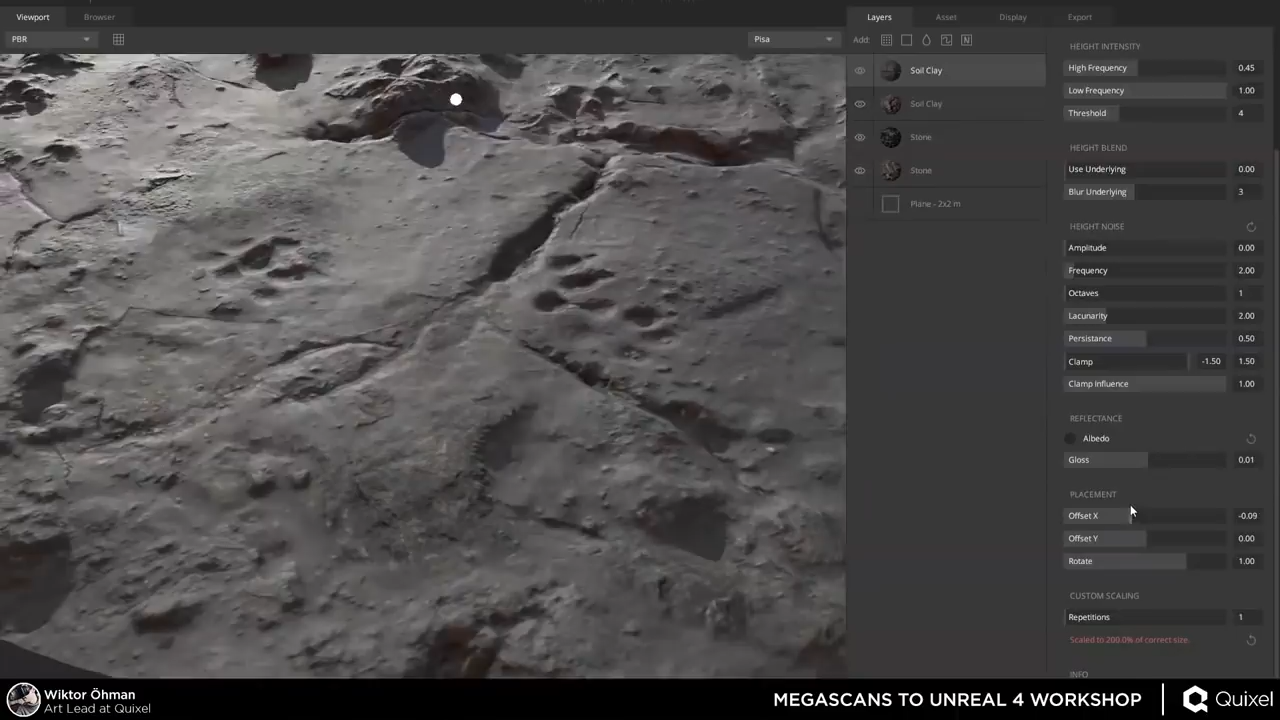 Viewport Browser
Layers Asset Display Export
PBR
Pisa
Add:
Soil Clay
Soil Clay
Stone
Stone
Plane - 2x2 m
HEIGHT INTENSITY
High Frequency 0.45
Low Frequency 1.00
Threshold 4
HEIGHT BLEND
Use Underlying 0.00
Blur Underlying 3
HEIGHT NOISE
Amplitude 0.00
Frequency 2.00
Octaves 1
Lacunarity 2.00
Persistance 0.50
Clamp -1.50 1.50
Clamp Influence 1.00
REFLECTANCE
Albedo
Gloss 0.01
PLACEMENT
Offset X -0.09
Offset Y 0.00
Rotate 1.00
CUSTOM SCALING
Repetitions 1
Scaled to 200.0% of correct size.
INFO
Wiktor Öhman
Art Lead at Quixel
MEGASCANS TO UNREAL 4 WORKSHOP
Quixel